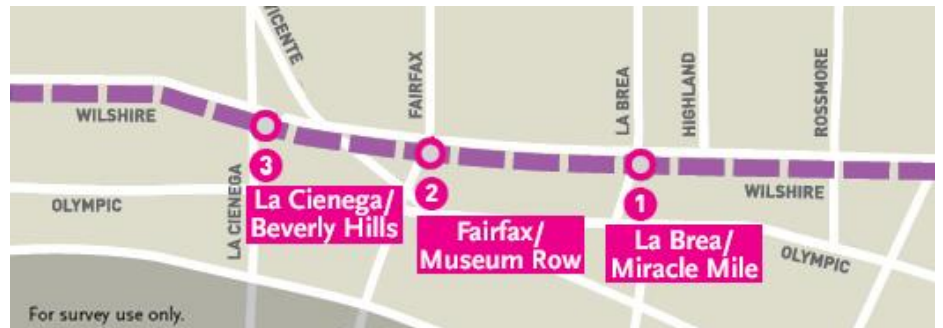 VICENTE
WILSHIRE
FAIRFAX
LA BREA
HIGHLAND
ROSSMORE
3
La Cienega/
Beverly Hills
2
Fairfax/
Museum Row
1
La Brea/
Miracle Mile
WILSHIRE
OLYMPIC
LA CIENEGA
OLYMPIC
For survey use only.